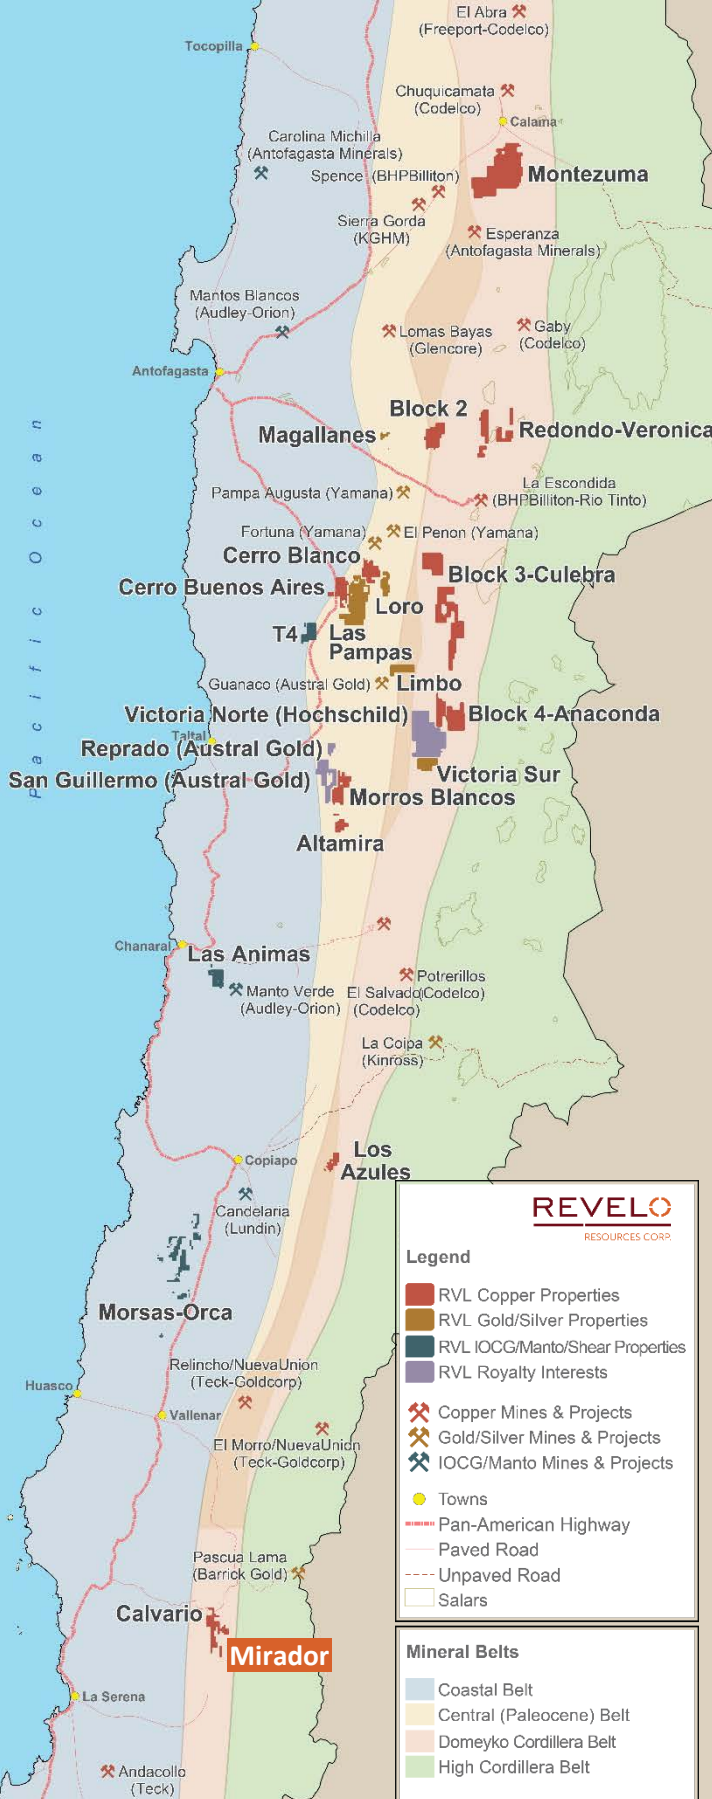 El Abra
(Freeport-Codelco)
Tocopilla
Chuquicamata
(Codelco)
Calama
Carolina Michilla
(Antofagasta Minerals)
Spence (BHPBilliton)
Montezuma
Sierra Gorda
(KGHM)
Esperanza
(Antofagasta Minerals)
Mantos Blancos
(Audley-Orion)
Lomas Bayas
(Glencore)
Gaby
(Codelco)
Antofagasta
Block 2
Magallanes
Redondo-Veronica
La Escondida
(BHPBilliton-Rio Tinto)
Pampa Augusta (Yamana)
Fortuna (Yamana)
El Penon (Yamana)
Cerro Blanco
Block 3-Culebra
Cerro Buenos Aires
Loro
T4
Las
Pampas
Guanaco (Austral Gold)
Limbo
Victoria Norte (Hochschild)
Block 4-Anaconda
Taltal
Reprado (Austral Gold)
San Guillermo (Austral Gold)
Victoria Sur
Morros Blancos
Altamira
Pacific Ocean
Chanaral
Las Animas
Manto Verde
(Audley-Orion)
El Salvado
(Codelco)
Potrerillos
(Codelco)
La Coipa
(Kinross)
Copiapo
Los
Azules
Candelaria
(Lundin)
Morsas-Orca
Relincho/NuevaUnion
(Teck-Goldcorp)
Huasco
Vallenar
El Morro/NuevaUnion
(Teck-Goldcorp)
Pascua Lama
(Barrick Gold)
Calvario
Mirador
La Serena
Andacollo
(Teck)
REVELO
RESOURCES CORP.
Legend
RVL Copper Properties
RVL Gold/Silver Properties
RVL IOCG/Manto/Shear Properties
RVL Royalty Interests
Copper Mines & Projects
Gold/Silver Mines & Projects
IOCG/Manto Mines & Projects
Towns
Pan-American Highway
Paved Road
Unpaved Road
Salars
Mineral Belts
Coastal Belt
Central (Paleocene) Belt
Domeyko Cordillera Belt
High Cordillera Belt